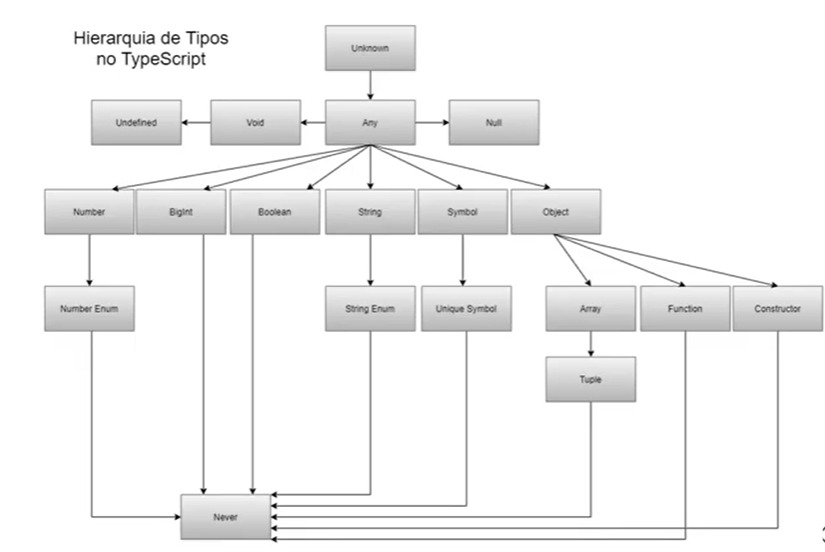 Hierarquia de Tipos
no TypeScript
Unknown
Undefined
Void
Any
Null
Number
BigInt
Boolean
String
Symbol
Object
Number Enum
String Enum
Unique Symbol
Array
Function
Constructor
Tuple
Never